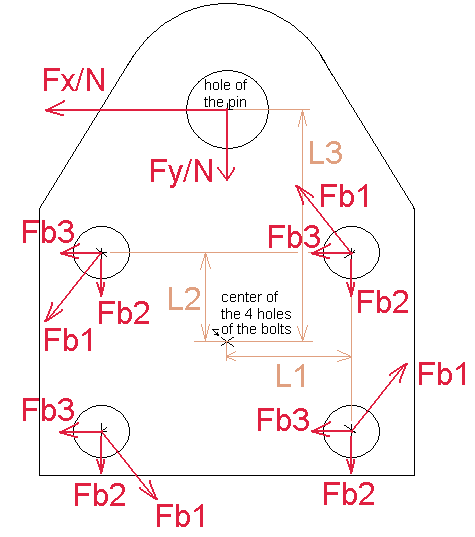 hole of
the pin
Fx/N
L3
Fy/N
Fb1
Fb3
Fb3
Fb2
Fb2
L2
center of
the 4 holes
of the bolts
Fb1
L1
Fb1
Fb3
Fb3
Fb2
Fb2
Fb1